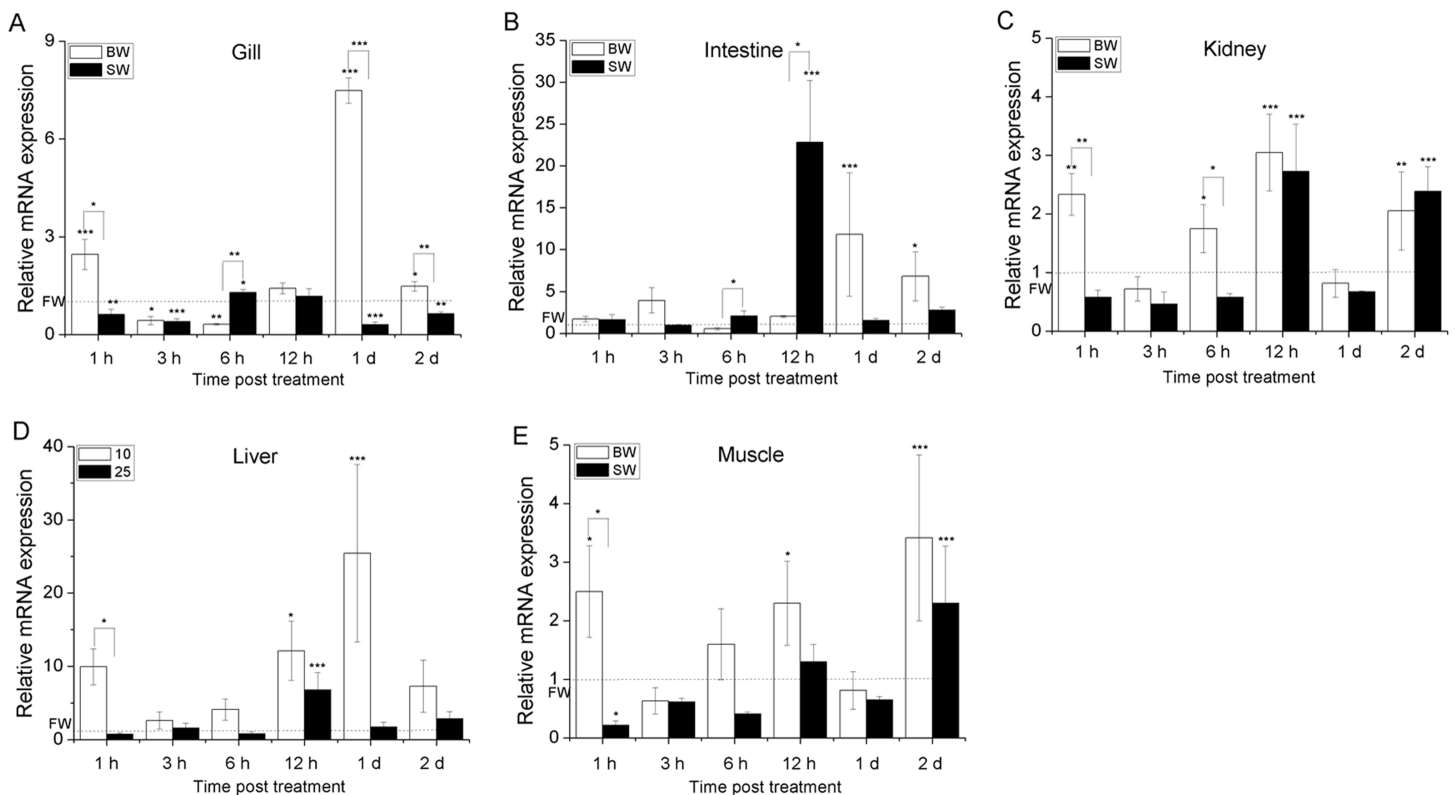 A
Gill
BW
SW
Relative mRNA expression
9
6
3
0
FW
***
*
**
*
***
**
**
*
***
***
***
*
**
**
1 h 3 h 6 h 12 h 1 d 2 d
Time post treatment
B
Intestine
BW
SW
Relative mRNA expression
35
30
25
20
15
10
5
0
FW
*
*
***
***
*
1 h 3 h 6 h 12 h 1 d 2 d
Time post treatment
C
Kidney
BW
SW
Relative mRNA expression
5
4
3
2
1
0
FW
**
**
*
*
***
***
**
***
1 h 3 h 6 h 12 h 1 d 2 d
Time post treatment
D
Liver
10
25
Relative mRNA expression
40
30
20
10
0
FW
*
*
***
***
1 h 3 h 6 h 12 h 1 d 2 d
Time post treatment
E
Muscle
BW
SW
Relative mRNA expression
5
4
3
2
1
0
FW
*
*
*
*
***
***
1 h 3 h 6 h 12 h 1 d 2 d
Time post treatment